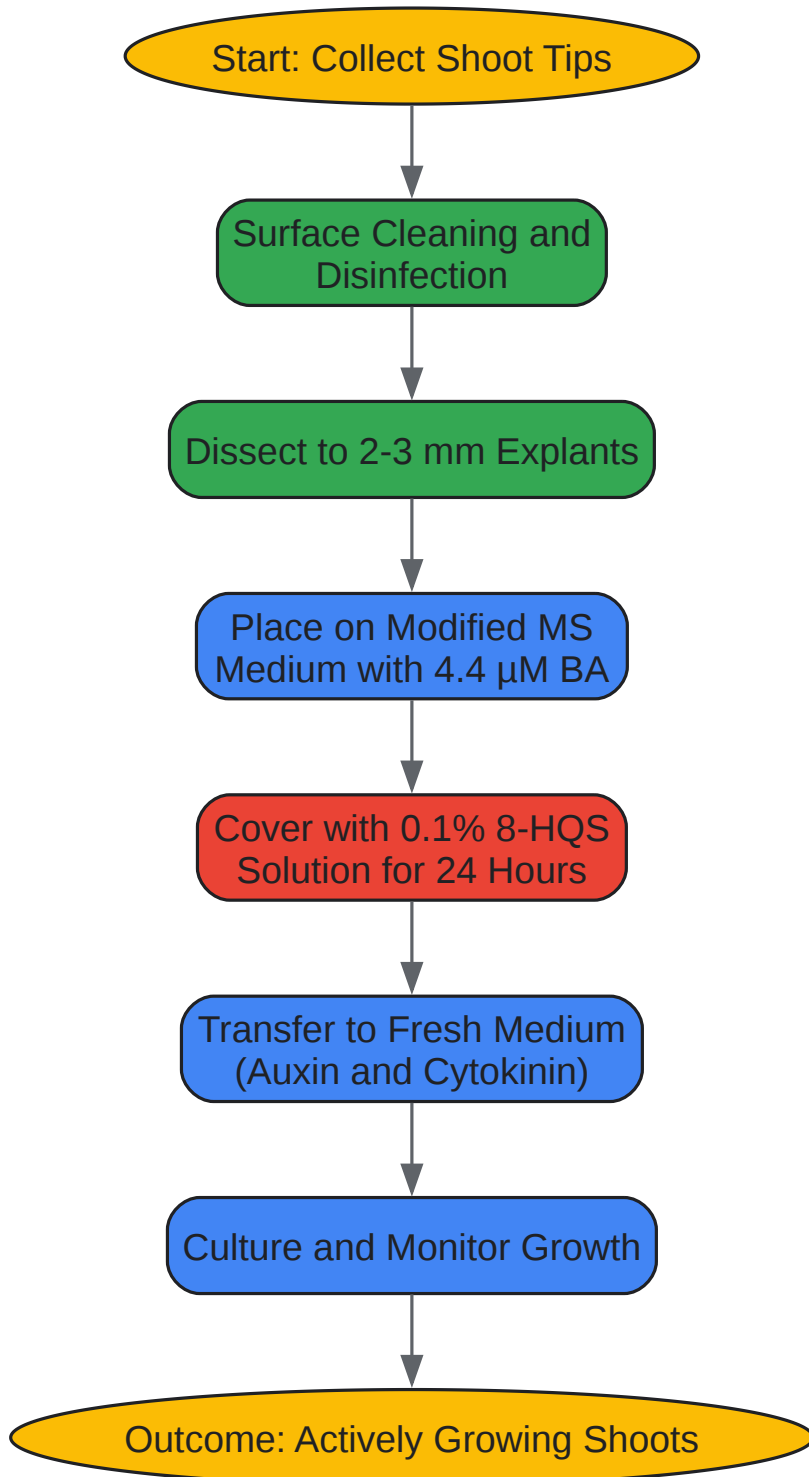 Start: Collect Shoot Tips
Surface Cleaning and
Disinfection
Dissect to 2-3 mm Explants
Place on Modified MS
Medium with 4.4 µM BA
Cover with 0.1% 8-HQS
Solution for 24 Hours
Transfer to Fresh Medium
(Auxin and Cytokinin)
Culture and Monitor Growth
Outcome: Actively Growing Shoots